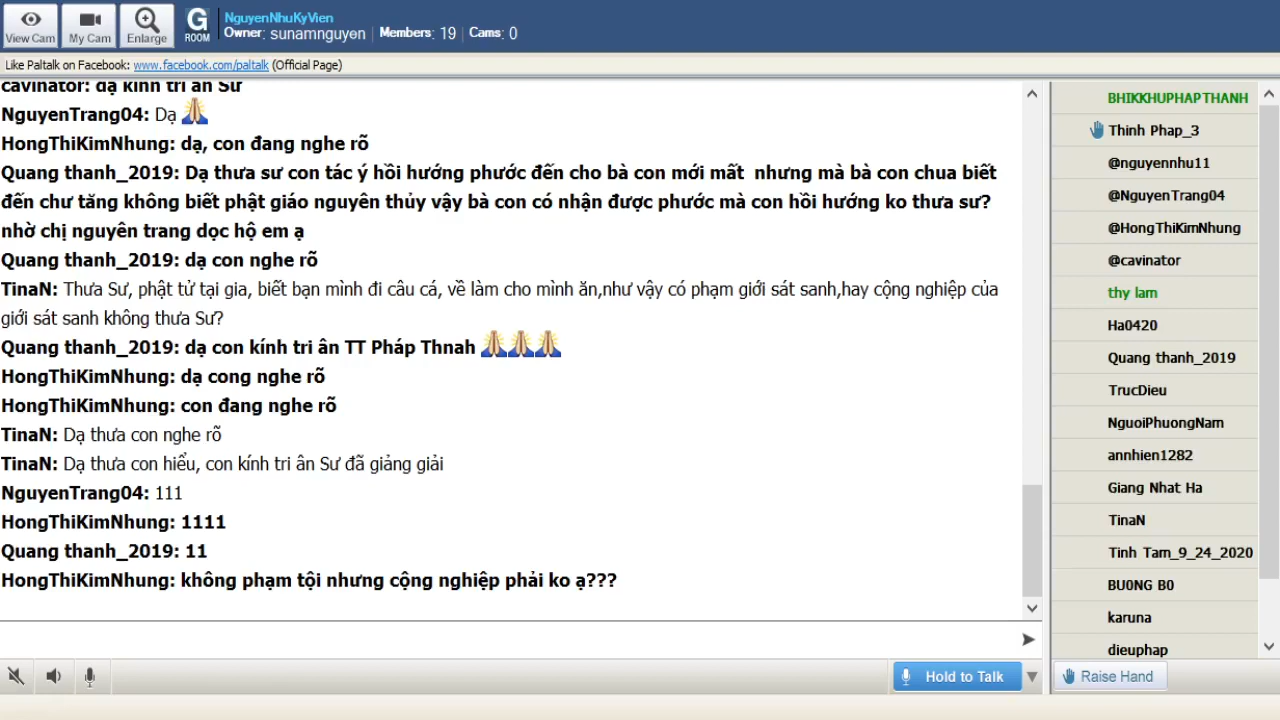 View Cam
My Cam
Enlarge
G
ROOM
NguyenNhuKyVien
Owner: sunamnguyen | Members: 19 | Cams: 0
Like Paltalk on Facebook: www.facebook.com/paltalk (Official Page)
cavinator: dạ kính tri ân Sư
NguyenTrang04: Dạ
HongThiKimNhung: dạ, con đang nghe rõ
Quang thanh_2019: Dạ thưa sư con tác ý hồi hướng phước đến cho bà con mới mất nhưng mà bà con chua biết
đến chư tăng không biết phật giáo nguyên thủy vậy bà con có nhận được phước mà con hồi hướng ko thưa sư?
nhờ chị nguyên trang dọc hộ em ạ
Quang thanh_2019: dạ con nghe rõ
TinaN: Thưa Sư, phật tử tại gia, biết bạn mình đi câu cá, về làm cho mình ăn,như vậy có phạm giới sát sanh,hay cộng nghiệp của
giới sát sanh không thưa Sư?
Quang thanh_2019: dạ con kính tri ân TT Pháp Thnah
HongThiKimNhung: dạ cong nghe rõ
HongThiKimNhung: con đang nghe rõ
TinaN: Dạ thưa con nghe rõ
TinaN: Dạ thưa con hiểu, con kính tri ân Sư đã giảng giải
NguyenTrang04: 111
HongThiKimNhung: 1111
Quang thanh_2019: 11
HongThiKimNhung: không phạm tội nhưng cộng nghiệp phải ko ạ???
Hold to Talk
BHIKKHUPHAPTHANH
Thinh Phap_3
@nguyennhu11
@NguyenTrang04
@HongThiKimNhung
@cavinator
thy lam
Ha0420
Quang thanh_2019
TrucDieu
NguoiPhuongNam
annhien1282
Giang Nhat Ha
TinaN
Tinh Tam_9_24_2020
BU0NG B0
karuna
dieuphap
Raise Hand